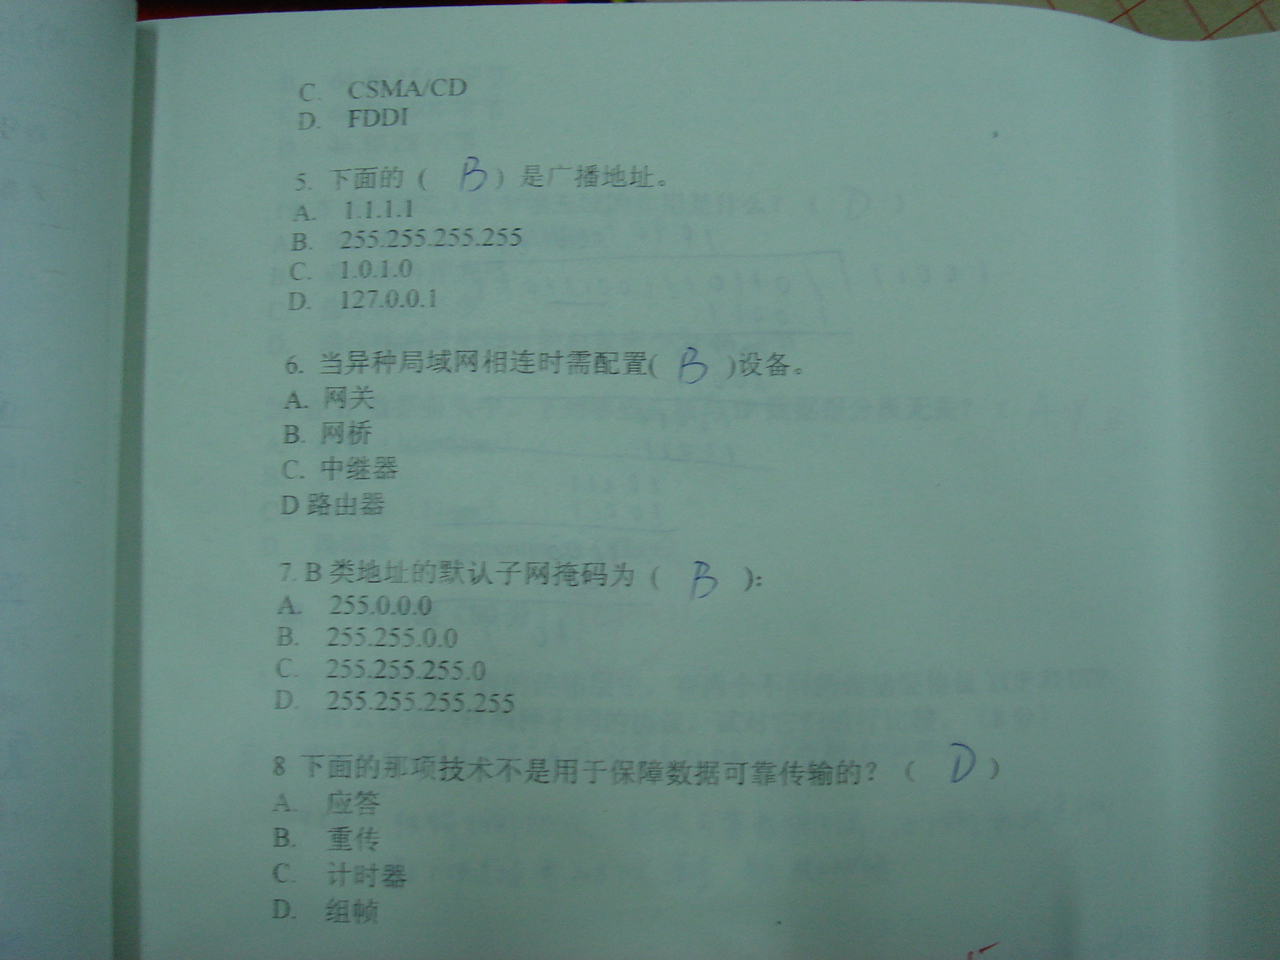 C. CSMA/CD
D. FDDI
5. 下面的（ B ）是广播地址。
A. 1.1.1.1
B. 255.255.255.255
C. 1.0.1.0
D. 127.0.0.1
6. 当异种局域网相连时需配置( B )设备。
A. 网关
B. 网桥
C. 中继器
D 路由器
7. B 类地址的默认子网掩码为（ B ）:
A. 255.0.0.0
B. 255.255.0.0
C. 255.255.255.0
D. 255.255.255.255
8 下面的那项技术不是用于保障数据可靠传输的？（ D ）
A. 应答
B. 重传
C. 计时器
D. 组帧